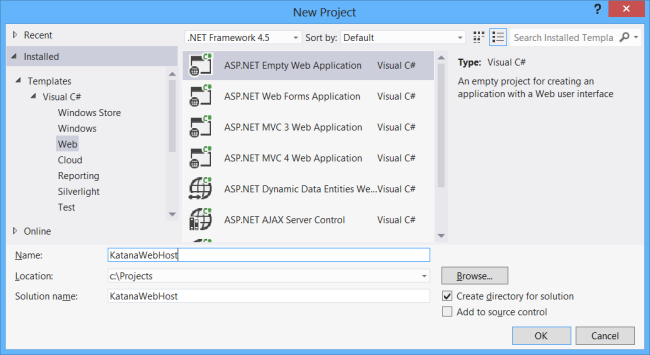 New Project
? x
Recent
.NET Framework 4.5 Sort by: Default Search Installed Templa
Installed
Templates
Visual C#
Windows Store
Windows
Web
Cloud
Reporting
Silverlight
Test
Online
ASP.NET Empty Web Application Visual C#
ASP.NET Web Forms Application Visual C#
ASP.NET MVC 3 Web Application Visual C#
ASP.NET MVC 4 Web Application Visual C#
ASP.NET Dynamic Data Entities We... Visual C#
ASP.NET AJAX Server Control Visual C#
Type: Visual C#
An empty project for creating an
application with a Web user interface
Name: KatanaWebHost
Location: c:\Projects Browse...
Solution name: KatanaWebHost
Create directory for solution
Add to source control
OK Cancel